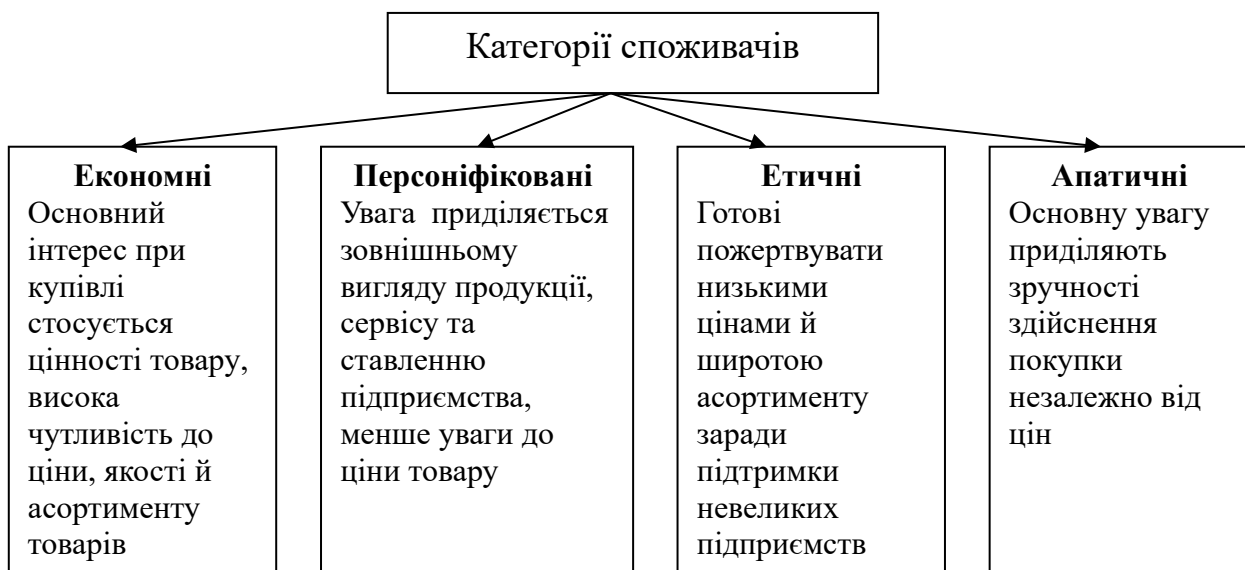 Категорії споживачів
Економні
Основний
інтерес при
купівлі
стосується
цінності товару,
висока
чутливість до
ціни, якості й
асортименту
товарів
Персоніфіковані
Увага приділяється
зовнішньому
вигляду продукції,
сервісу та
ставленню
підприємства,
менше уваги до
ціни товару
Етичні
Готові
пожертвувати
низькими
цінами й
широтою
асортименту
заради
підтримки
невеликих
підприємств
Апатичні
Основну увагу
приділяють
зручності
здійснення
покупки
незалежно від
цін